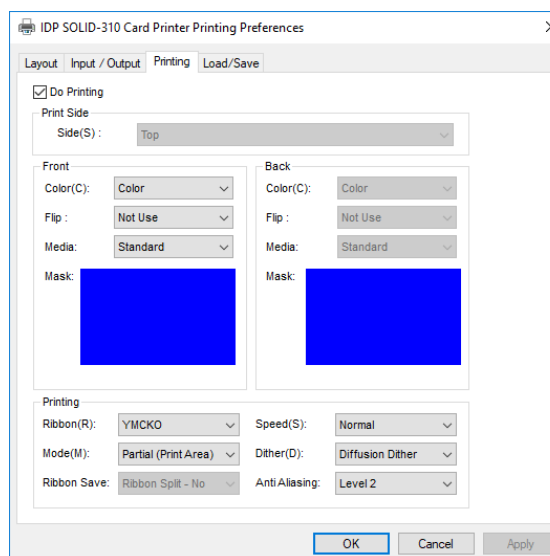 IDP SOLID-310 Card Printer Printing Preferences
Layout Input / Output Printing Load/Save
Do Printing
Print Side
Side(S) : Top
Front Back
Color(C): Color Color(C): Color
Flip : Not Use Flip : Not Use
Media: Standard Media: Standard
Mask: Mask:
Printing
Ribbon(R): YMCKO Speed(S): Normal
Mode(M): Partial (Print Area) Dither(D): Diffusion Dither
Ribbon Save: Ribbon Split - No Anti Aliasing: Level 2
OK Cancel Apply